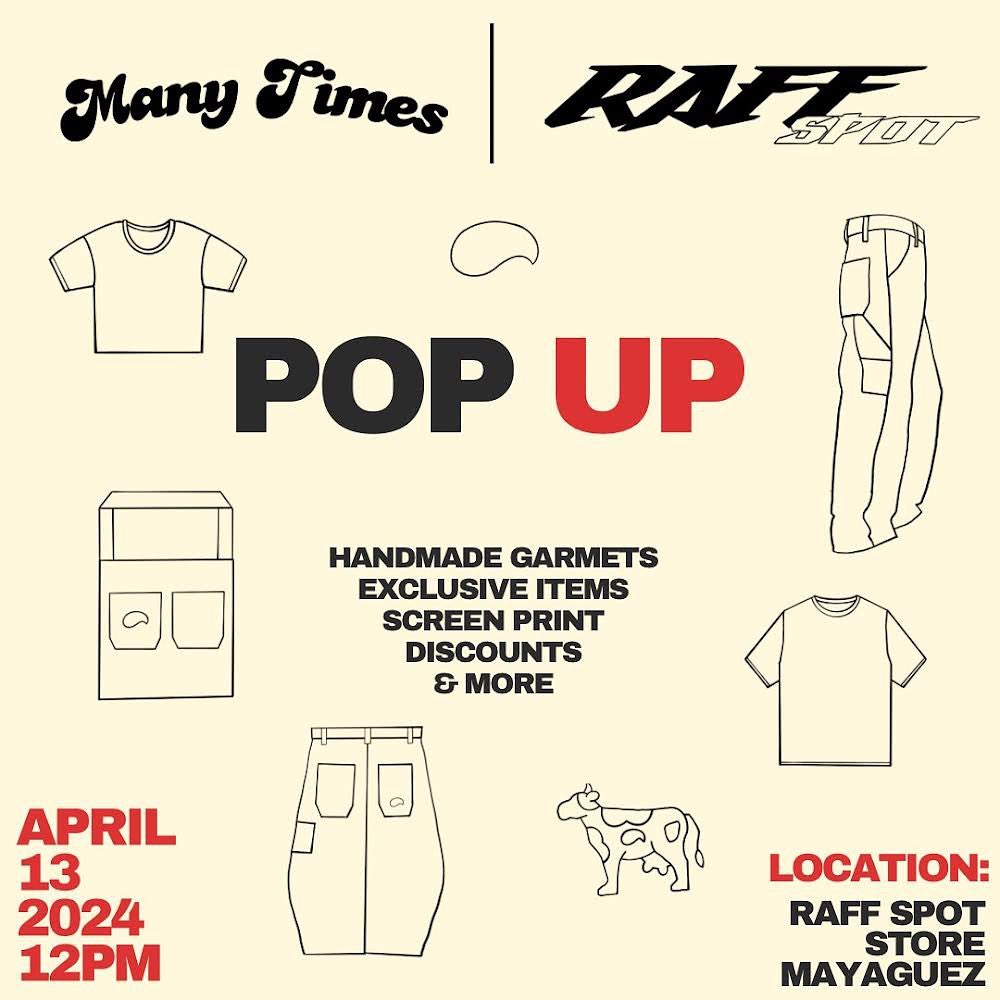 Many Times
RAFF
SPOT
POP UP
HANDMADE GARMETS
EXCLUSIVE ITEMS
SCREEN PRINT
DISCOUNTS
& MORE
APRIL
13
2024
12PM
LOCATION:
RAFF SPOT
STORE
MAYAGUEZ